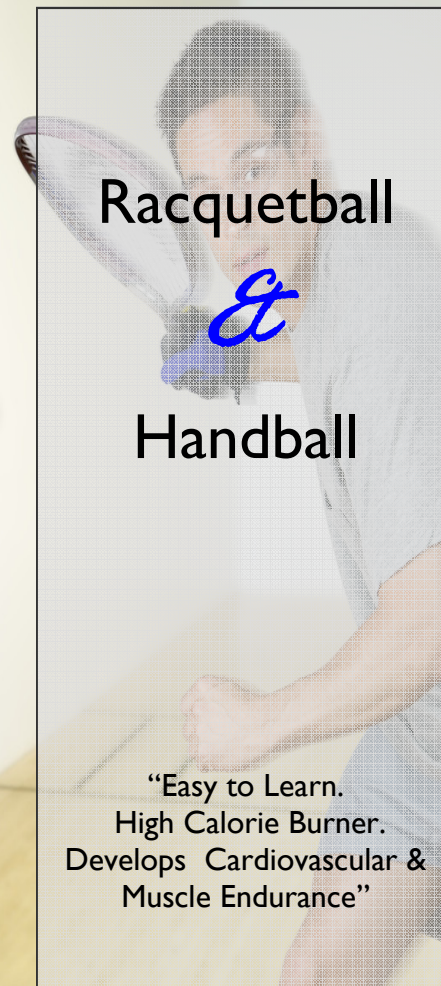 Racquetball
&
Handball
“Easy to Learn.
High Calorie Burner.
Develops  Cardiovascular &
Muscle Endurance”